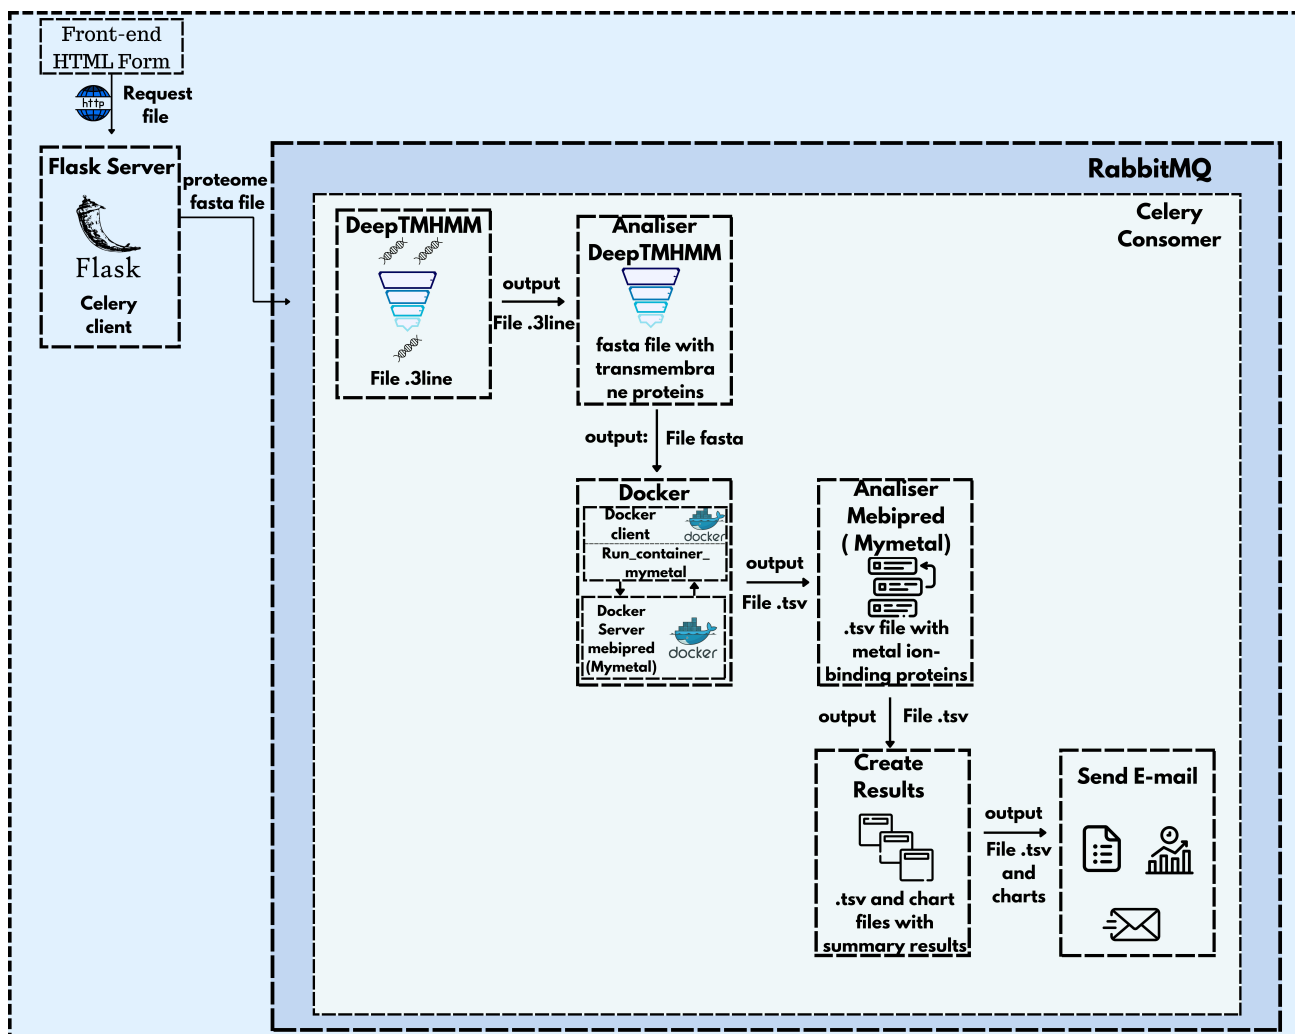 Front-end
HTML Form
http
Request
file
Flask Server
Flask
Celery
client
proteome
fasta file
RabbitMQ
Celery
Consomer
DeepTMHMM
File .3line
output
File .3line
Analiser
DeepTMHMM
fasta file with
transmembra
ne proteins
output:
File fasta
Docker
Docker
client
docker
Run_container_
mymetal
Docker
Server
mebipred
(Mymetal)
docker
output
File .tsv
Analiser
Mebipred
( Mymetal)
.tsv file with
metal ion-
binding proteins
output
File .tsv
Create
Results
.tsv and chart
files with
summary results
output
File .tsv
and
charts
Send E-mail